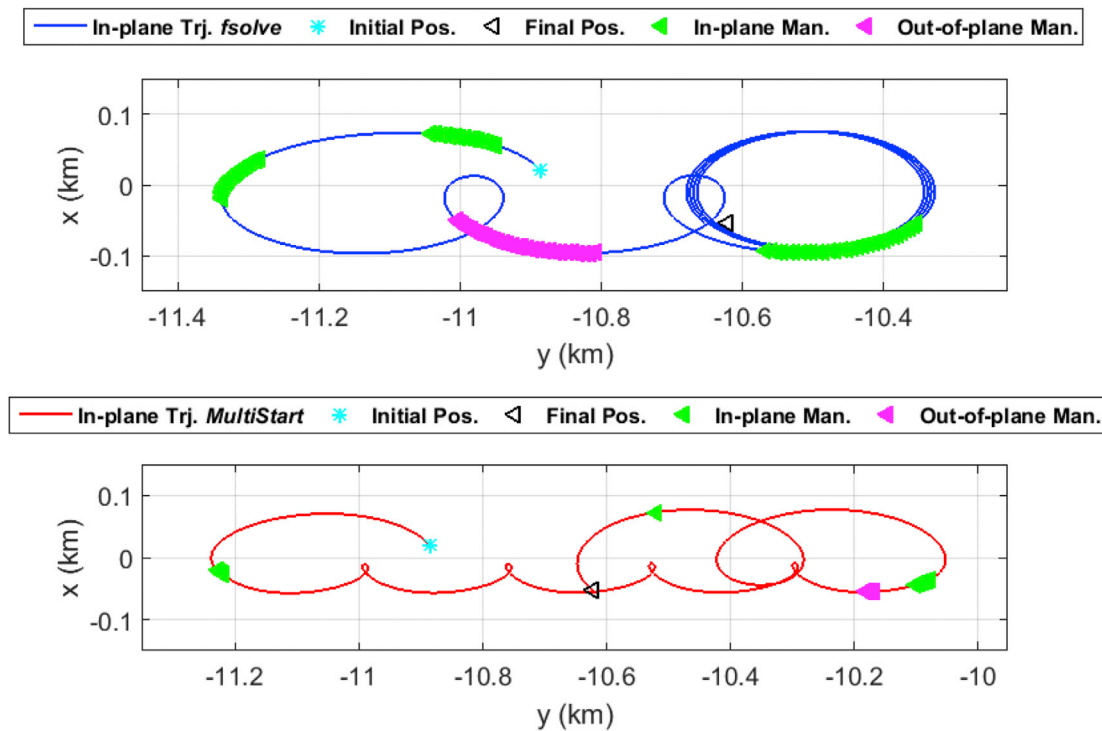 In-plane Trj. fsolve Initial Pos. Final Pos. In-plane Man. Out-of-plane Man.
0.1
0
-0.1
x (km)
-11.4 -11.2 -11 -10.8 -10.6 -10.4
y (km)
In-plane Trj. MultiStart Initial Pos. Final Pos. In-plane Man. Out-of-plane Man.
0.1
0
-0.1
x (km)
-11.2 -11 -10.8 -10.6 -10.4 -10.2 -10
y (km)